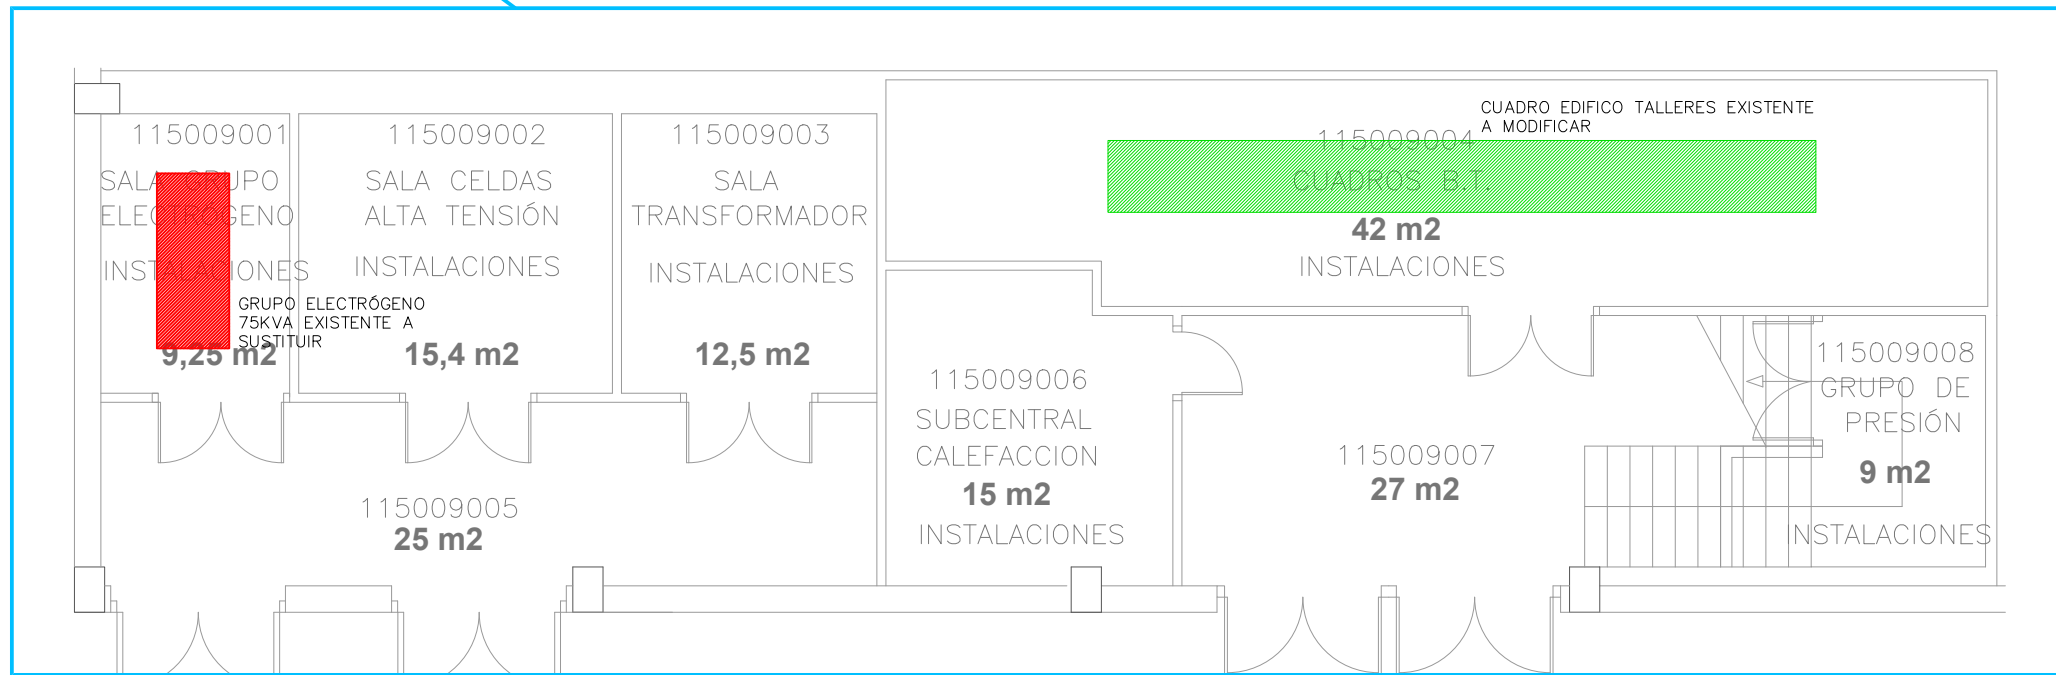 115009001
SALA GRUPO
ELECTRÓGENO
INSTALACIONES
GRUPO ELECTRÓGENO
75KVA EXISTENTE A
SUSTITUIR
9,25 m2
115009002
SALA CELDAS
ALTA TENSIÓN
INSTALACIONES
15,4 m2
115009003
SALA
TRANSFORMADOR
INSTALACIONES
12,5 m2
CUADRO EDIFICO TALLERES EXISTENTE
A MODIFICAR
115009004
CUADROS B.T.
42 m2
INSTALACIONES
115009005
25 m2
115009006
SUBCENTRAL
CALEFACCION
15 m2
INSTALACIONES
115009007
27 m2
115009008
GRUPO DE
PRESIÓN
9 m2
INSTALACIONES